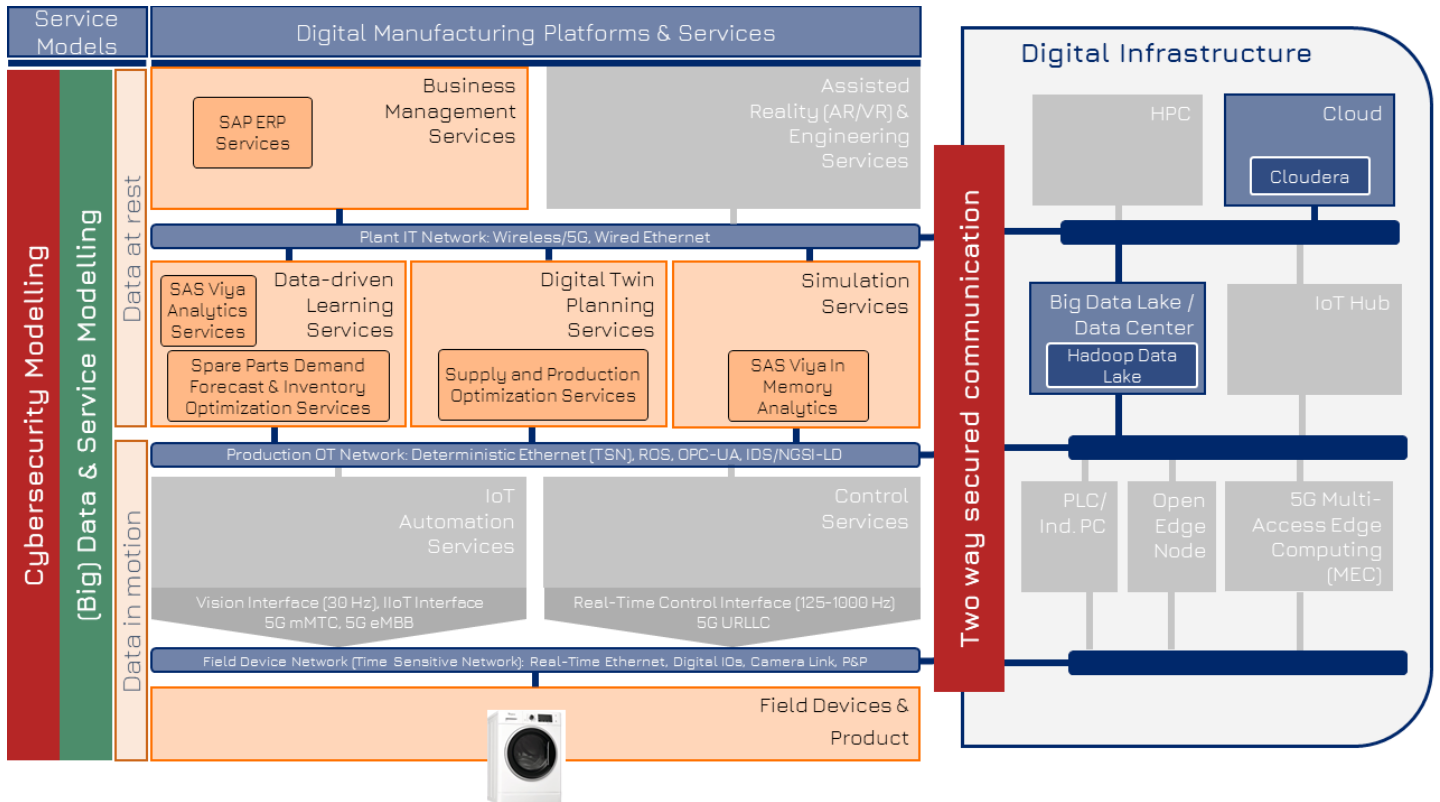 Service
Models
Digital Manufacturing Platforms & Services
Cybersecurity Modelling
(Big) Data & Service Modelling
Data at rest
Data in motion
Business
Management
Services
SAP ERP
Services
Assisted
Reality (AR/VR) &
Engineering
Services
Plant IT Network: Wireless/5G, Wired Ethernet
Data-driven
Learning
Services
SAS Viya
Analytics
Services
Spare Parts Demand
Forecast & Inventory
Optimization Services
Digital Twin
Planning
Services
Supply and Production
Optimization Services
Simulation
Services
SAS Viya In
Memory
Analytics
Production OT Network: Deterministic Ethernet (TSN), ROS, OPC-UA, IDS/NGSI-LD
IoT
Automation
Services
Vision Interface (30 Hz), IIoT Interface
5G mMTC, 5G eMBB
Control
Services
Real-Time Control Interface (125-1000 Hz)
5G URLLC
Field Device Network (Time Sensitive Network): Real-Time Ethernet, Digital IOs, Camera Link, P&P
Field Devices &
Product
Two way secured communication
Digital Infrastructure
HPC
Cloud
Cloudera
Big Data Lake /
Data Center
Hadoop Data
Lake
IoT Hub
PLC/
Ind. PC
Open
Edge
Node
5G Multi-
Access Edge
Computing
(MEC)